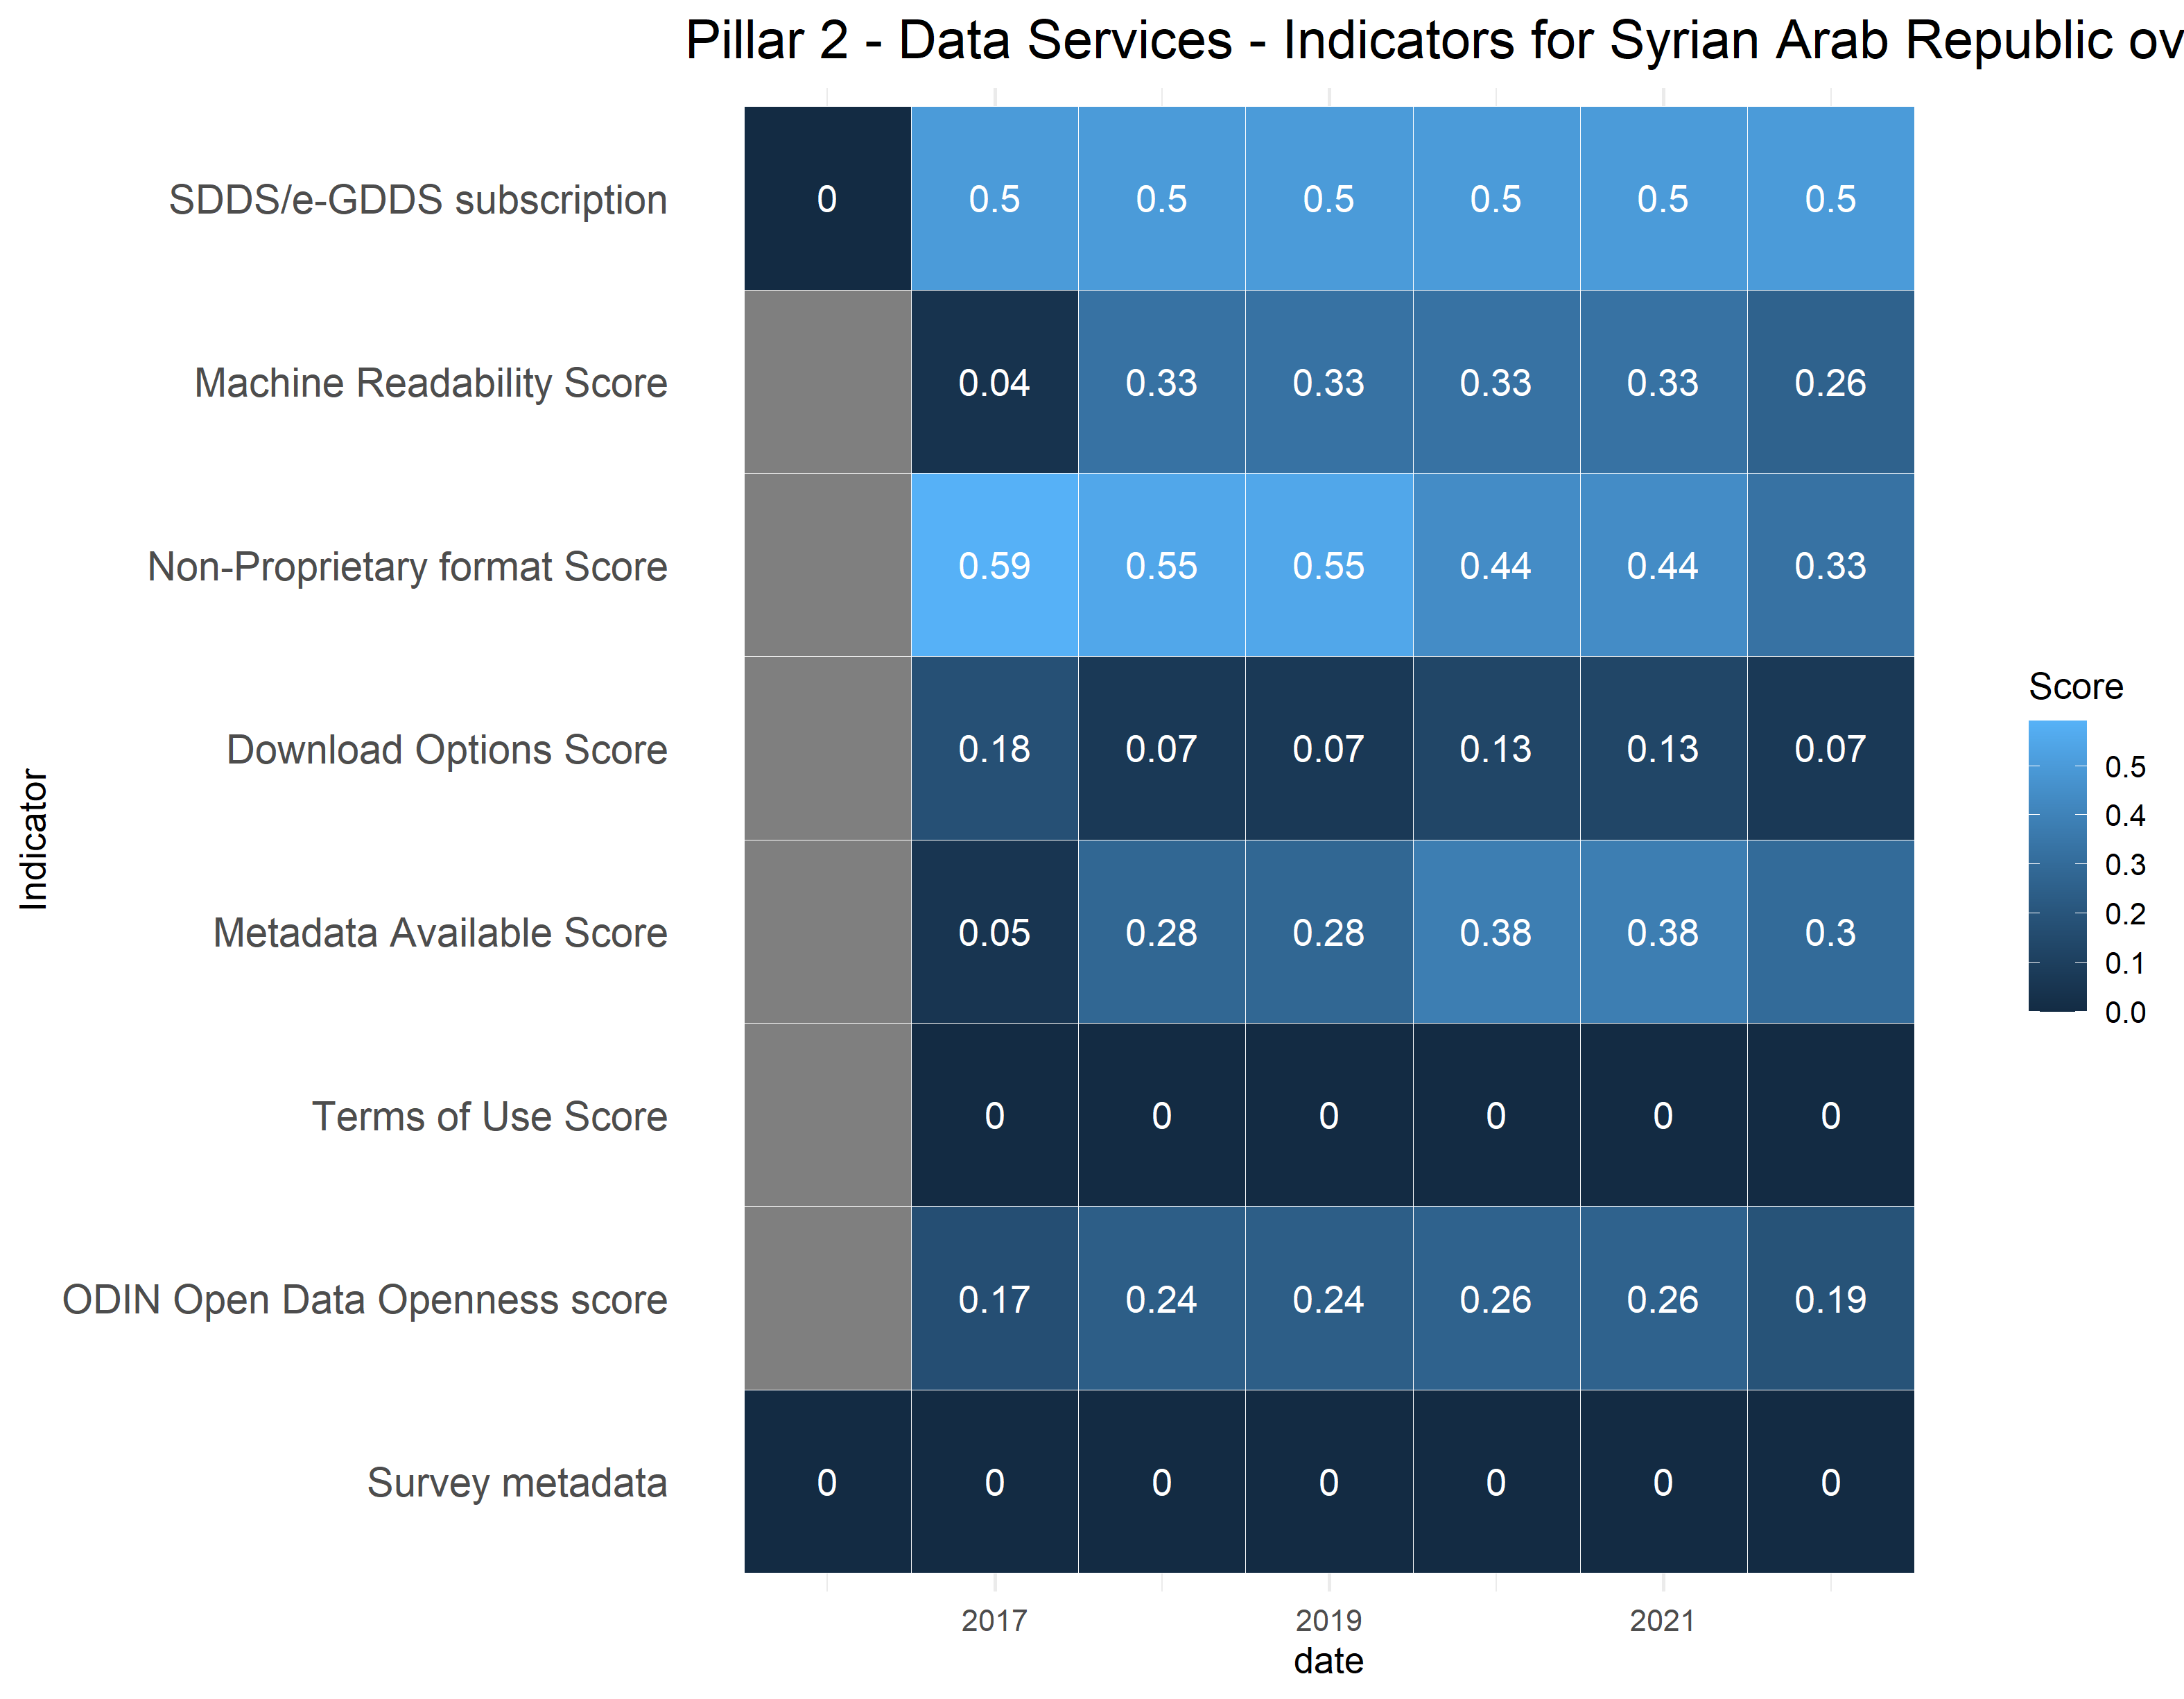 Pillar 2 - Data Services - Indicators for Syrian Arab Republic ov
SDDS/e-GDDS subscription 0 0.5 0.5 0.5 0.5 0.5 0.5
Machine Readability Score 0.04 0.33 0.33 0.33 0.33 0.26
Non-Proprietary format Score 0.59 0.55 0.55 0.44 0.44 0.33
Download Options Score 0.18 0.07 0.07 0.13 0.13 0.07
Metadata Available Score 0.05 0.28 0.28 0.38 0.38 0.3
Terms of Use Score 0 0 0 0 0 0
ODIN Open Data Openness score 0.17 0.24 0.24 0.26 0.26 0.19
Survey metadata 0 0 0 0 0 0 0
2017 2019 2021
date
Indicator
Score
0.5
0.4
0.3
0.2
0.1
0.0